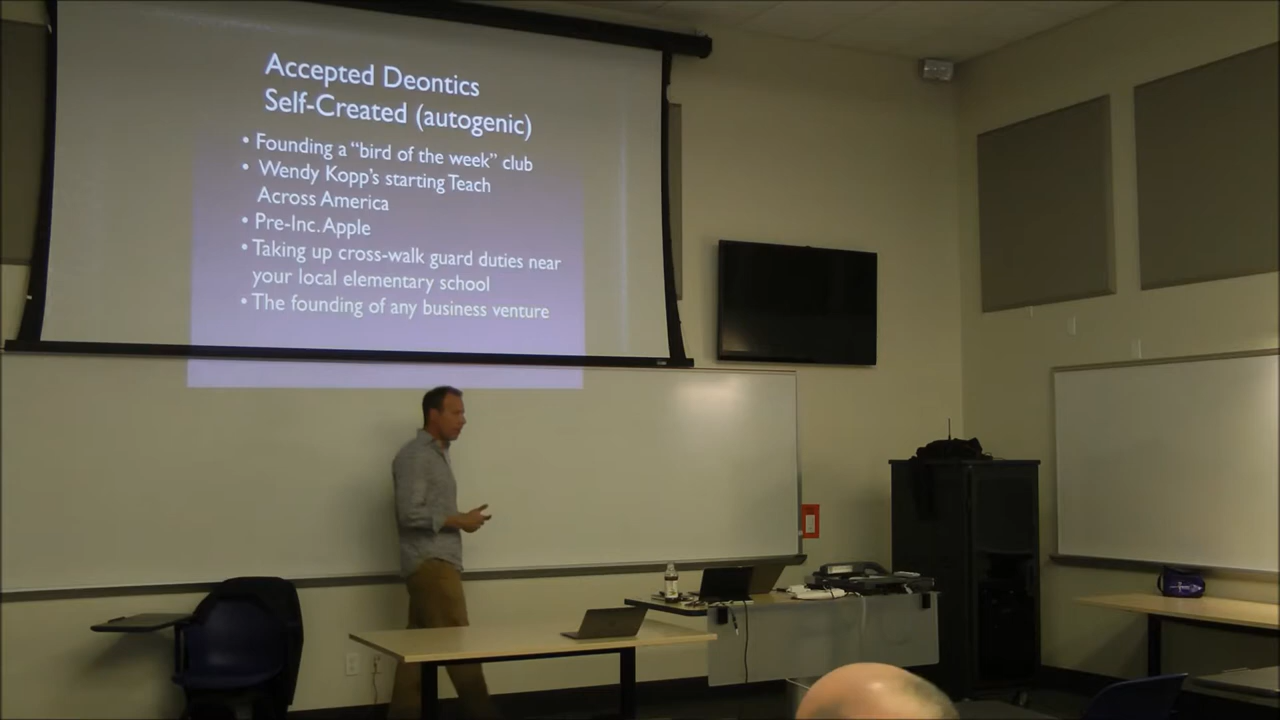 Accepted Deontics
Self-Created (autogenic)
• Founding a “bird of the week” club
• Wendy Kopp’s starting Teach
Across America
• Pre-Inc. Apple
• Taking up cross-walk guard duties near
your local elementary school
• The founding of any business venture